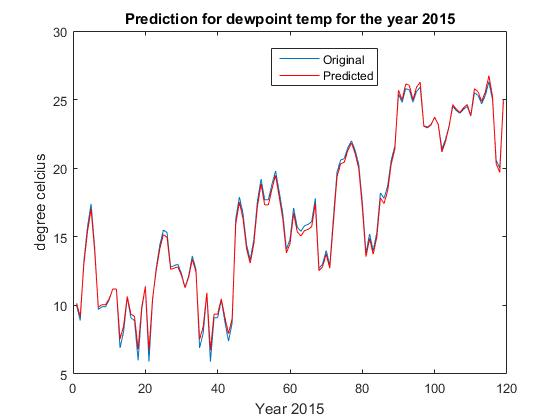 Prediction for dewpoint temp for the year 2015
30
25
20
15
10
5
degree celcius
Original
Predicted
0 20 40 60 80 100 120
Year 2015